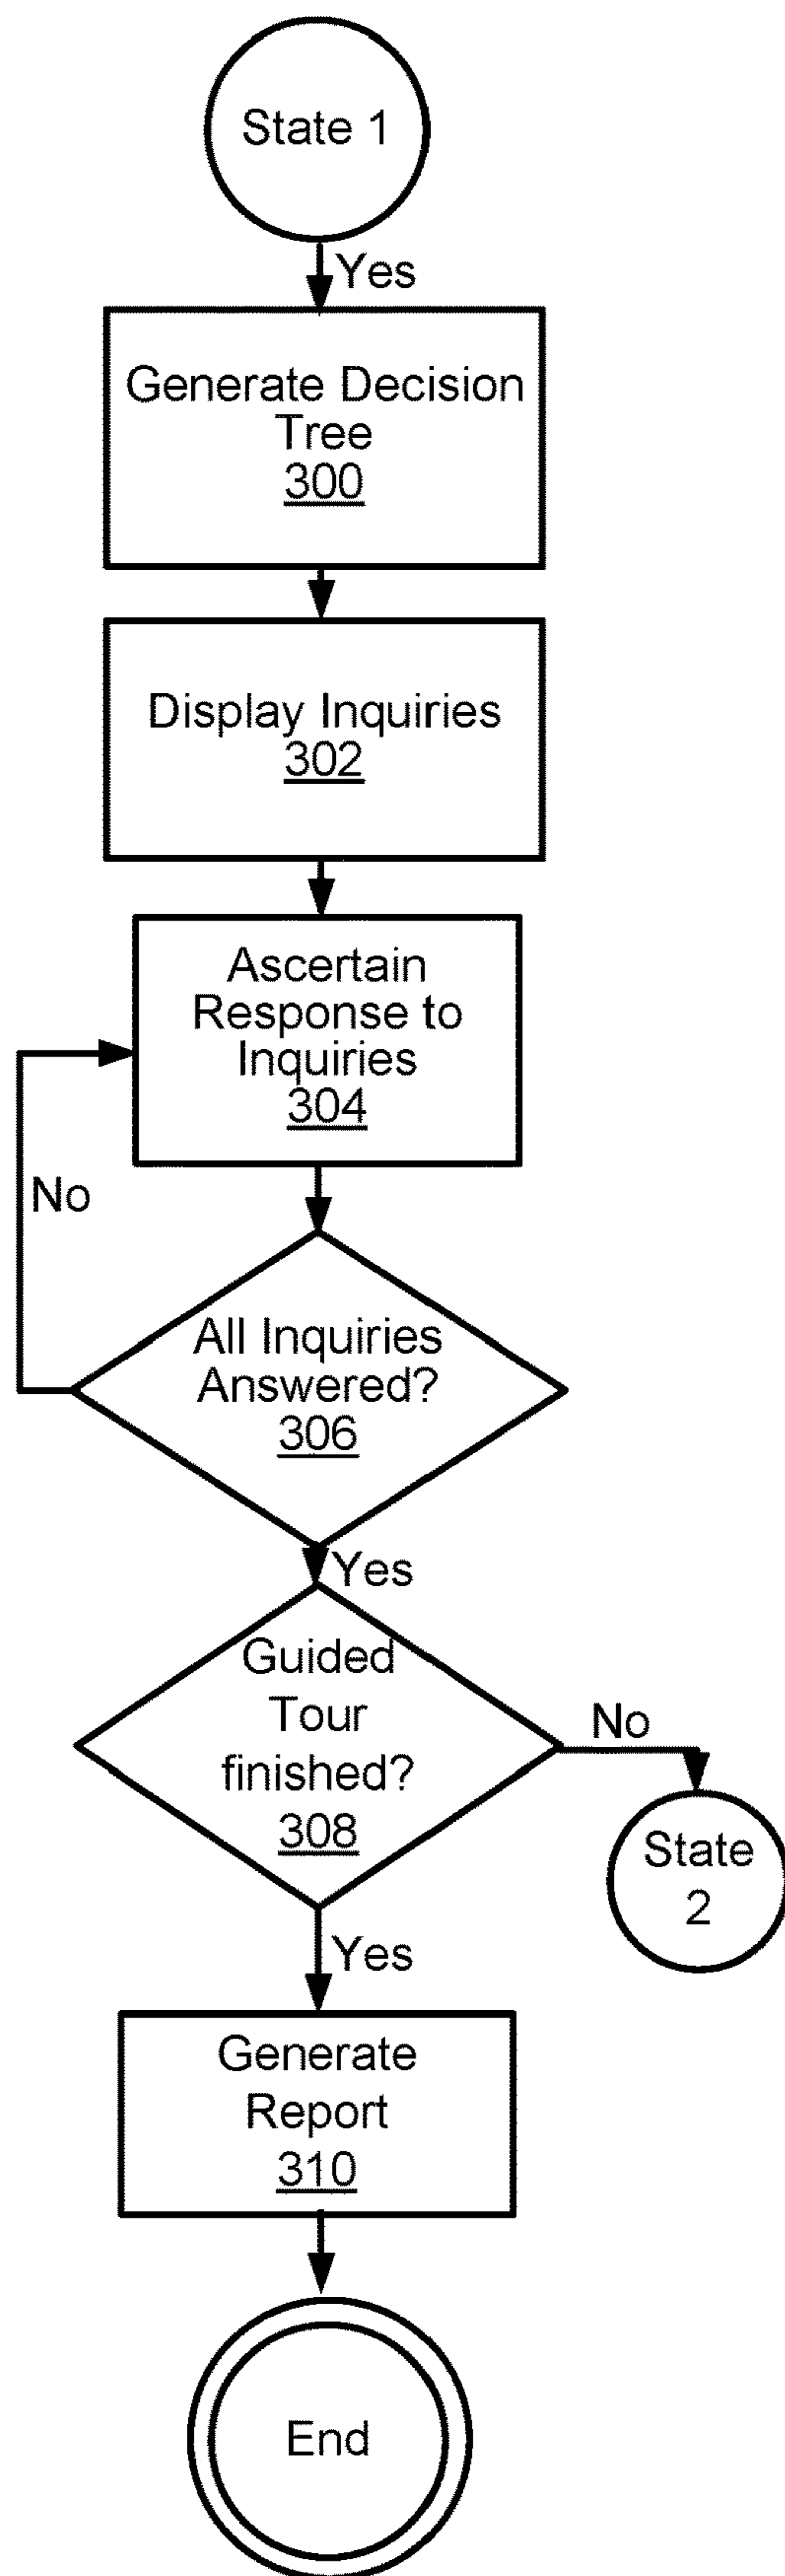 State 1
Yes
Generate Decision
Tree
300
Display Inquiries
302
Ascertain
Response to
Inquiries
304
No
All Inquiries
Answered?
306
Yes
Guided
Tour
finished?
308
No
State
2
Yes
Generate
Report
310
End